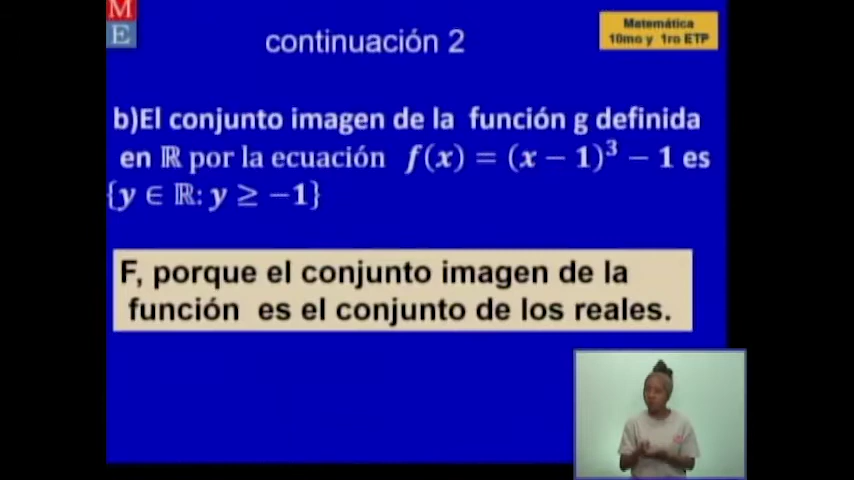 M
E
continuación 2
Matemática
10mo y 1ro ETP
b)El conjunto imagen de la función g definida
en ℝ por la ecuación f(x) = (x − 1)³ − 1 es
{y ∈ ℝ: y ≥ −1}
F, porque el conjunto imagen de la
función es el conjunto de los reales.